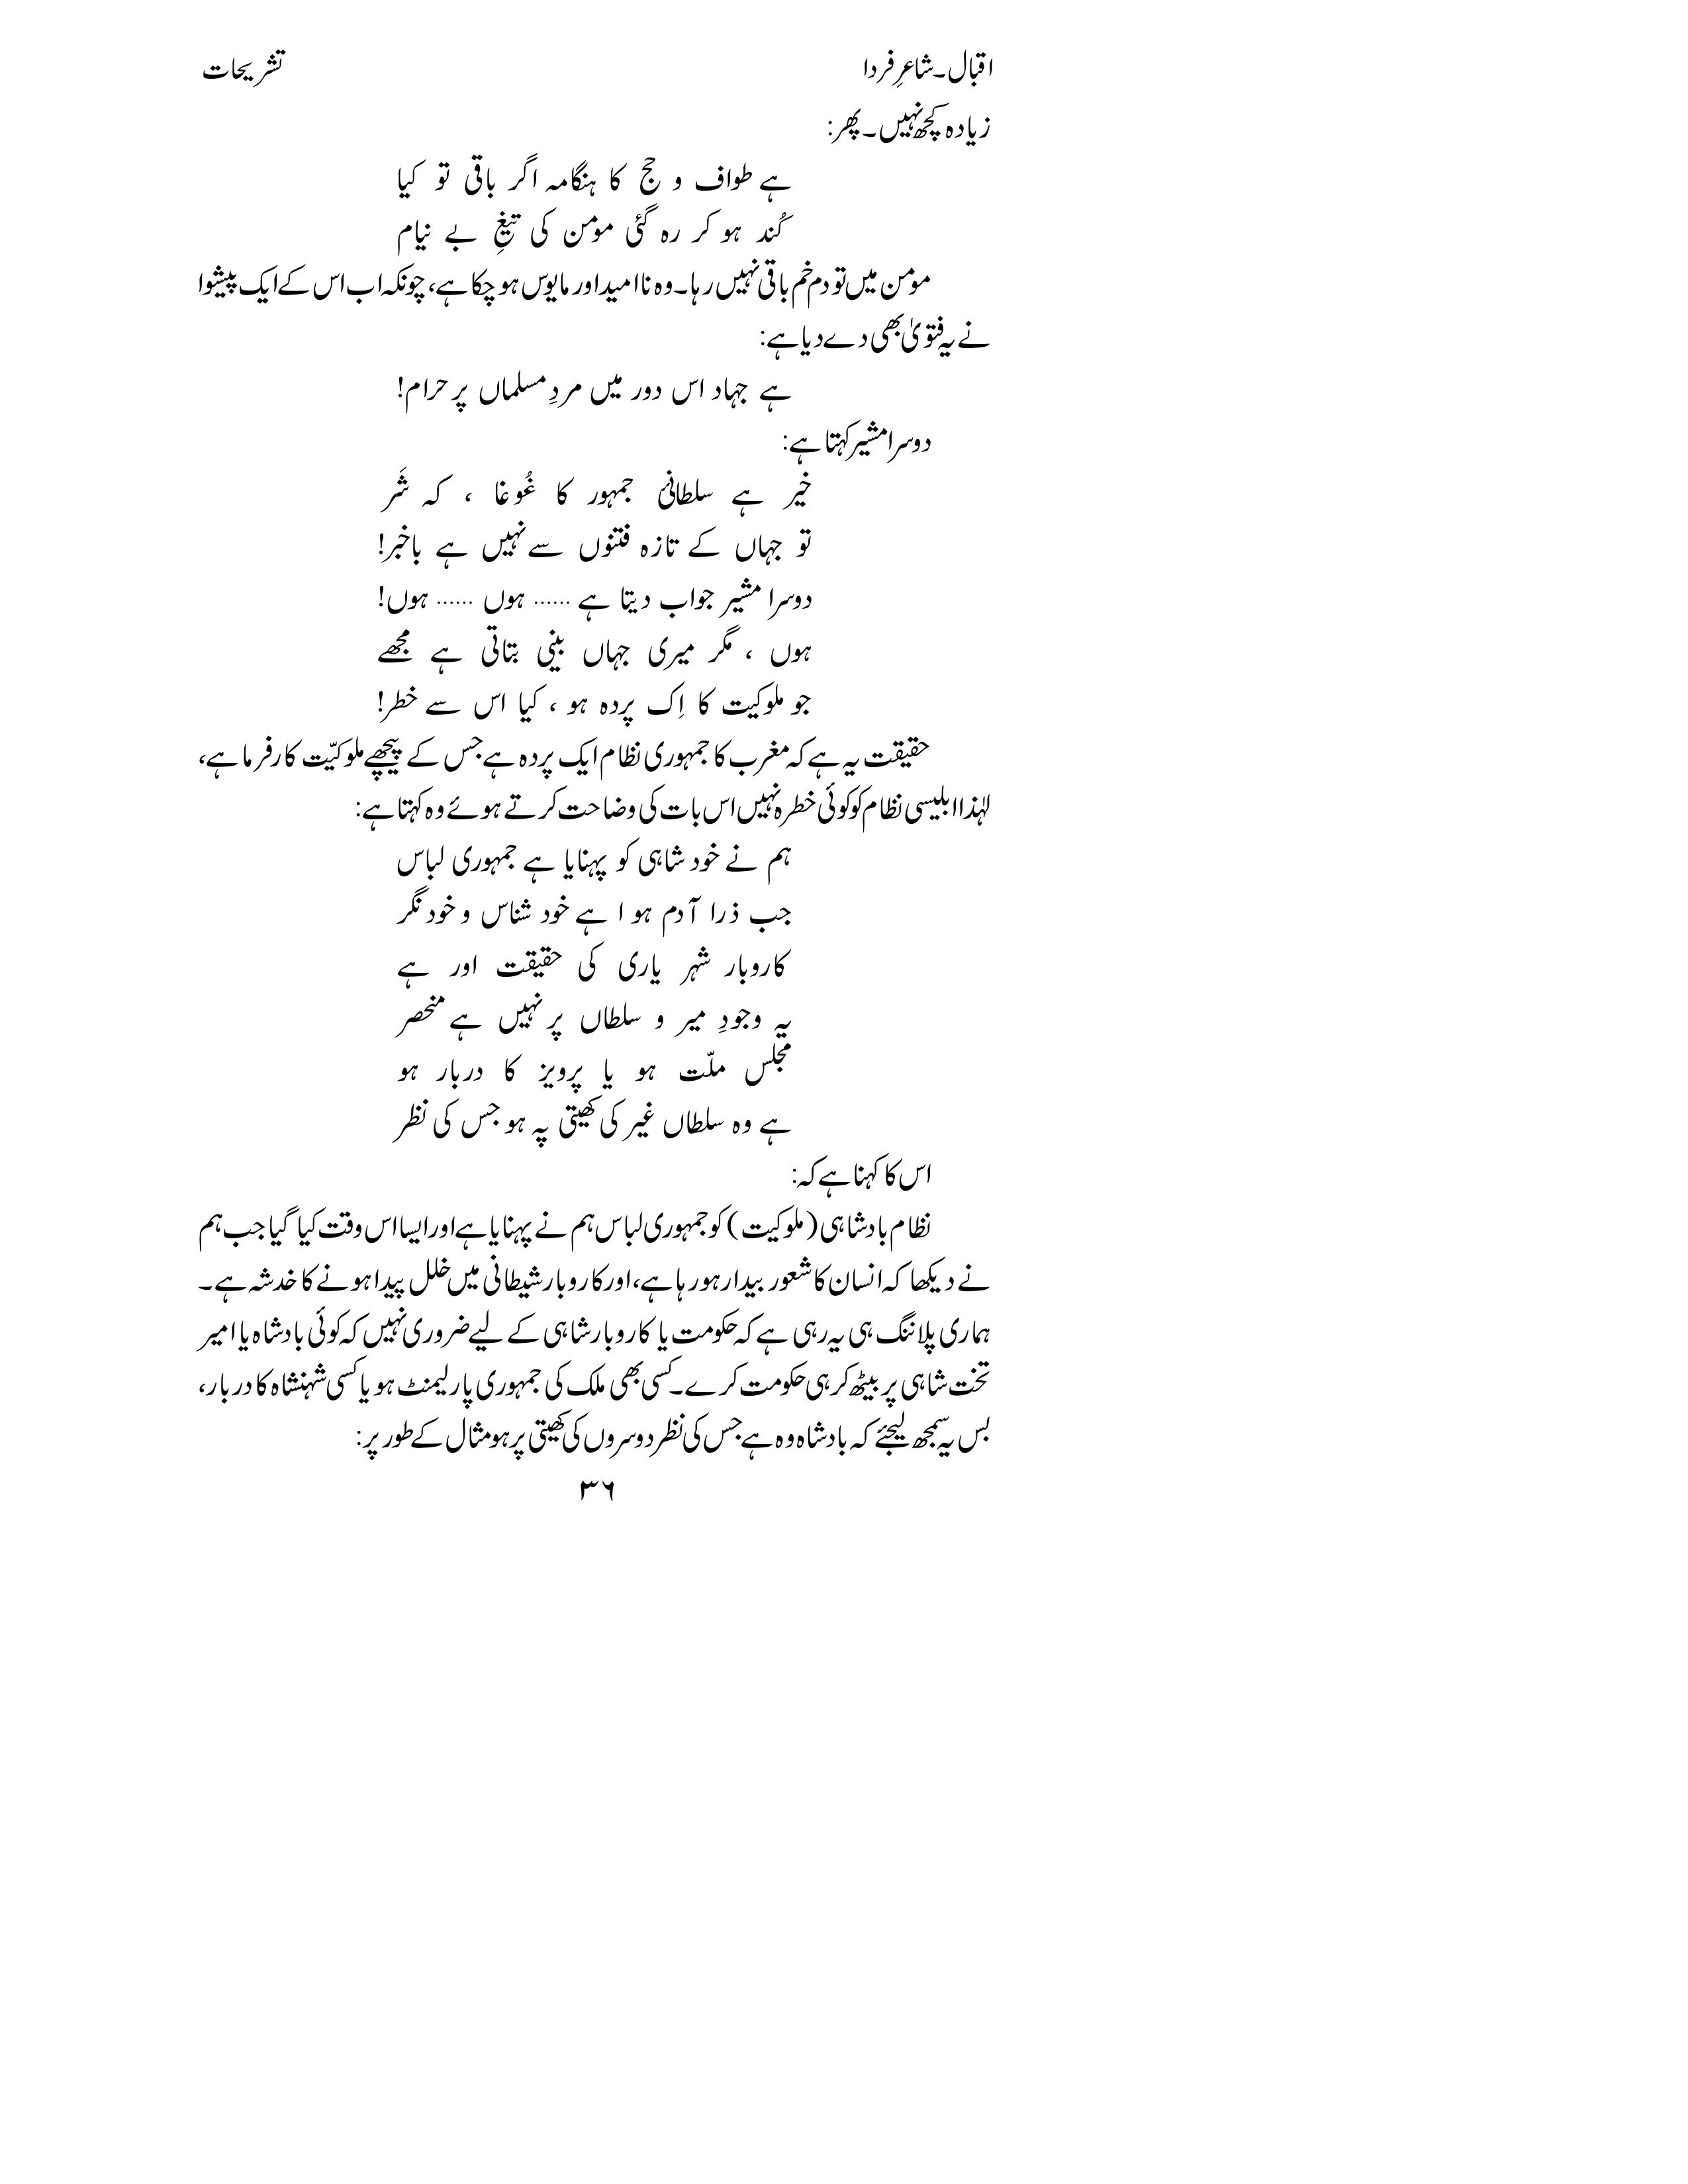 اقبال۔شاعرِ فردا
تشریحات
زیادہ کچھ نہیں۔ پھر:
ہے طواف و حج کا ہنگامہ اگر باقی تو کیا
کُند ہو کر رہ گئی مومن کی تیغِ بے نیام
مومن میں تو دم خم باقی نہیں رہا۔ وہ نا امید اور مایوس ہو چکا ہے، چونکہ اب اس کے ایک پیشوا
نے یہ فتویٰ بھی دے دیا ہے:
ہے جہاد اس دور میں مردِ مسلماں پر حرام!
دوسرا مشیر کہتا ہے:
خیر ہے سلطانیٔ جمہور کا غُوغا ، کہ شَر
تو جہاں کے تازہ فتنوں سے نہیں ہے باخبر!
دوسرا مشیر جواب دیتا ہے ...... ہوں ...... ہوں!
ہوں ، مگر میری جہاں بینی بتاتی ہے مجھے
جو ملوکیت کا اِک پردہ ہو ، کیا اس سے خطر!
حقیقت یہ ہے کہ مغرب کا جمہوری نظام ایک پردہ ہے جس کے پیچھے ملوکیّت کارفرما ہے،
لہٰذا ابلیسی نظام کو کوئی خطرہ نہیں اس بات کی وضاحت کرتے ہوئے وہ کہتا ہے:
ہم نے خود شاہی کو پہنایا ہے جمہوری لباس
جب ذرا آدم ہو ا ہے خود شناس و خود نگر
کاروبار شہر یاری کی حقیقت اور ہے
یہ وجودِ میر و سلطاں پر نہیں ہے منحصر
مجلس ملّت ہو یا پرویز کا دربار ہو
ہے وہ سلطاں غیر کی کھیتی پہ ہو جس کی نظر
اس کا کہنا ہے کہ:
نظام بادشاہی (ملوکیت) کو جمہوری لباس ہم نے پہنایا ہے اور ایسا اس وقت کیا گیا جب ہم
نے دیکھا کہ انسان کا شعور بیدار ہو رہا ہے، اور کاروبار شیطانی میں خلل پیدا ہونے کا خدشہ ہے۔
ہماری پلاننگ ہی یہ رہی ہے کہ حکومت یا کاروبار شاہی کے لیے ضروری نہیں کہ کوئی بادشاہ یا امیر
تخت شاہی پر بیٹھ کر ہی حکومت کرے۔ کسی بھی ملک کی جمہوری پارلیمنٹ ہو یا کسی شہنشاہ کا دربار،
بس یہ سمجھ لیجئے کہ بادشاہ وہ ہے جس کی نظر دوسروں کی کھیتی پر ہو مثال کے طور پر:
۳۶